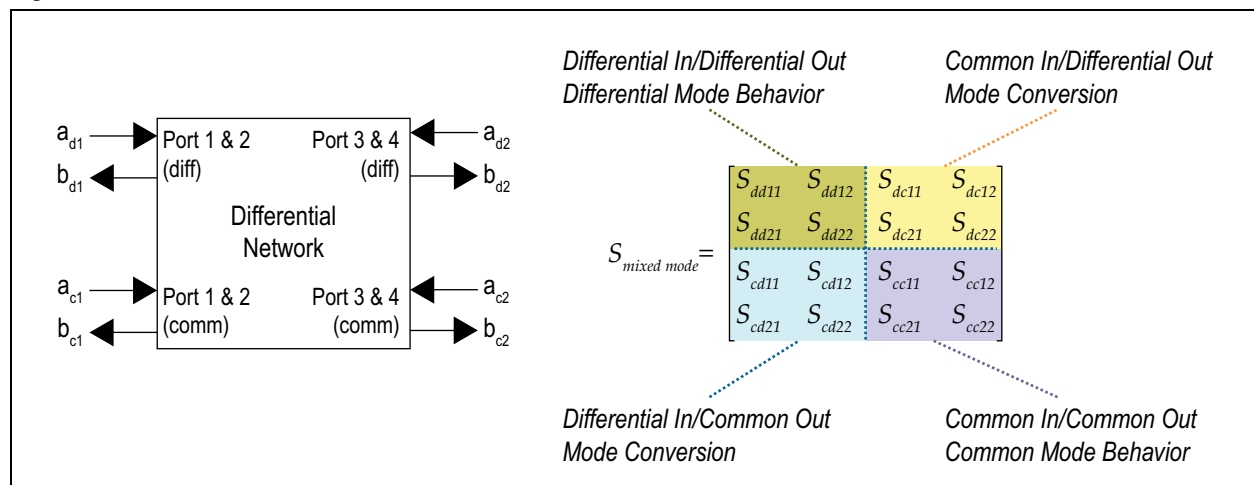 Differential In/Differential Out
Differential Mode Behavior
Common In/Differential Out
Mode Conversion
a_d1
Port 1 & 2
(diff)
Port 3 & 4
(diff)
a_d2
b_d1
b_d2
Differential
Network
a_c1
Port 1 & 2
(comm)
Port 3 & 4
(comm)
a_c2
b_c1
b_c2
S_mixed mode =
S_dd11 S_dd12 S_dc11 S_dc12
S_dd21 S_dd22 S_dc21 S_dc22
S_cd11 S_cd12 S_cc11 S_cc12
S_cd21 S_cd22 S_cc21 S_cc22
Differential In/Common Out
Mode Conversion
Common In/Common Out
Common Mode Behavior